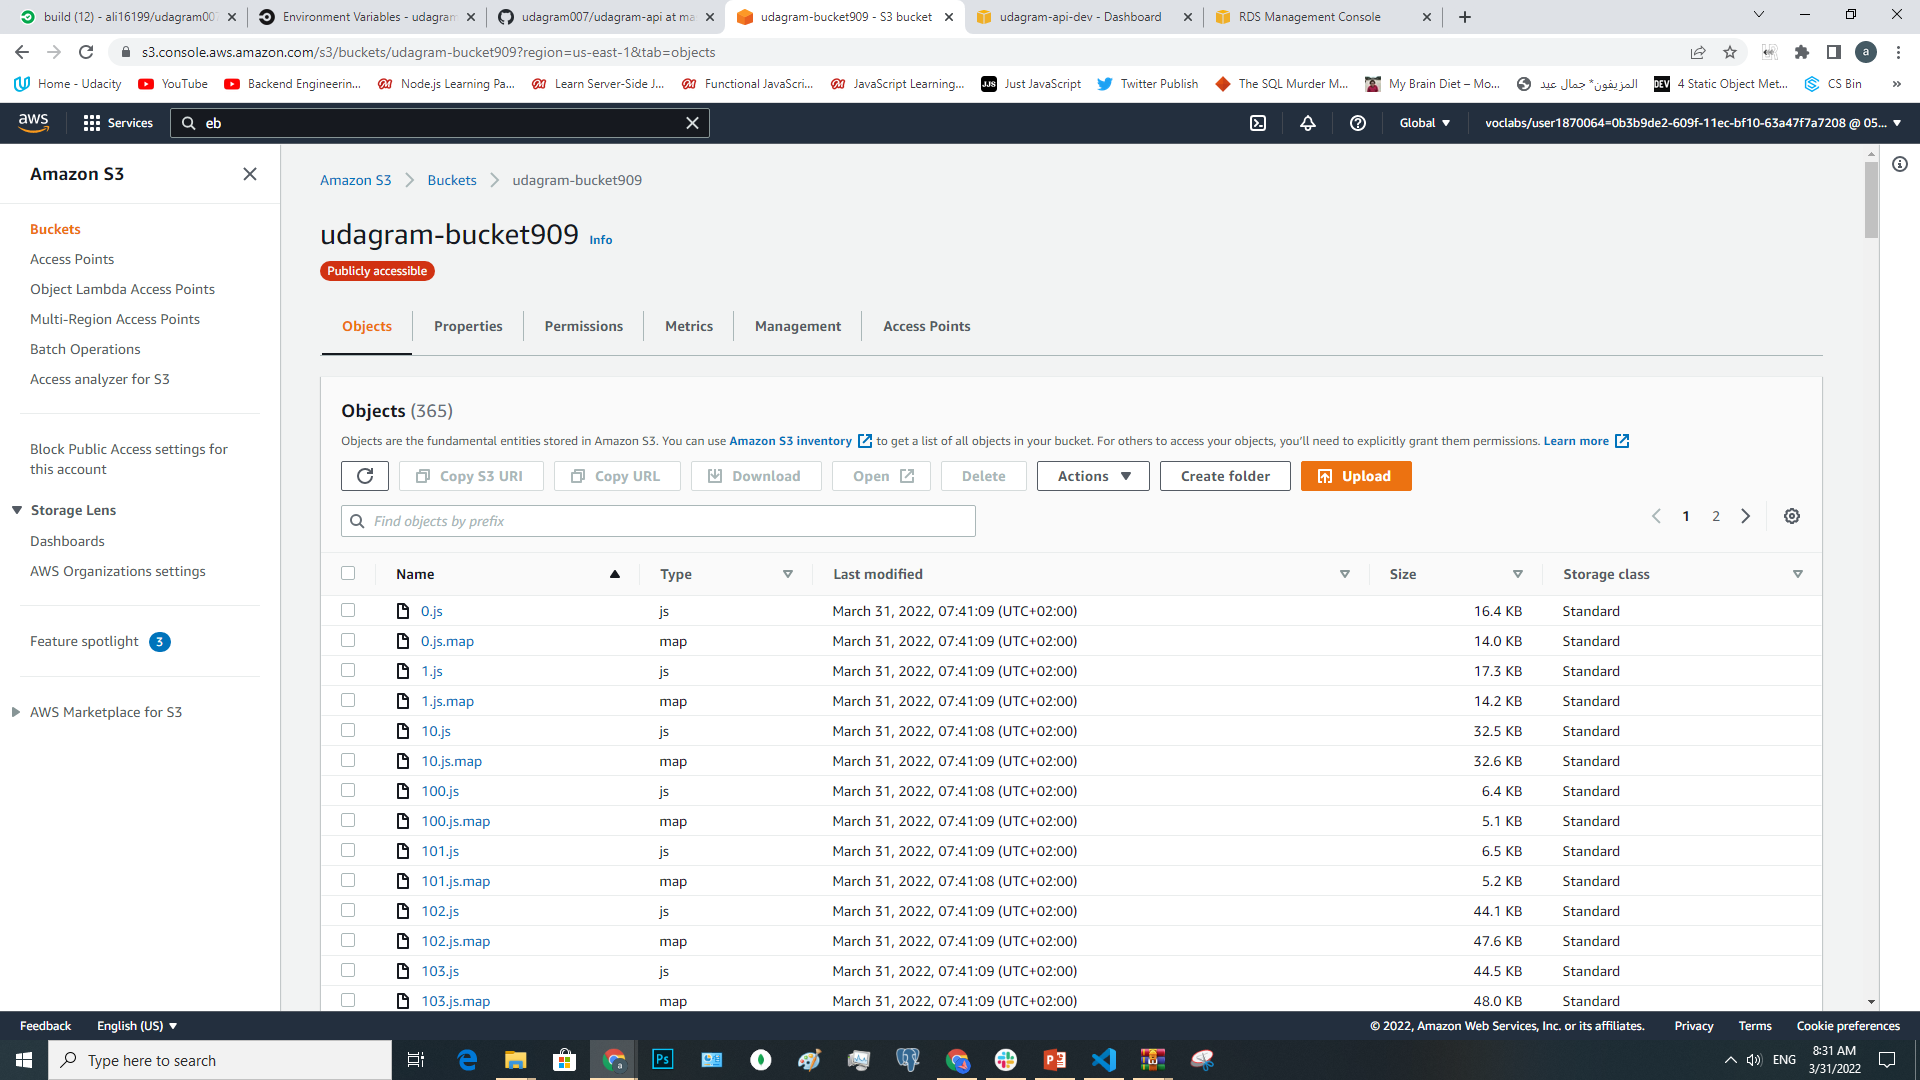 build (12) - ali16199/udagram007
Environment Variables - udagram
udagram007/udagram-api at ma
udagram-bucket909 - S3 bucket
udagram-api-dev - Dashboard
RDS Management Console
s3.console.aws.amazon.com/s3/buckets/udagram-bucket909?region=us-east-1&tab=objects
a
Home - Udacity
YouTube
Backend Engineerin...
Node.js Learning Pa...
Learn Server-Side J...
Functional JavaScri...
JavaScript Learning...
JJS Just JavaScript
Twitter Publish
The SQL Murder M...
My Brain Diet – Mo...
المزيفون* جمال عيد
DEV 4 Static Object Met...
CS Bin
»
aws
Services
eb
Global
voclabs/user1870064=0b3b9de2-609f-11ec-bf10-63a47f7a7208 @ 05...
Amazon S3
Buckets
Access Points
Object Lambda Access Points
Multi-Region Access Points
Batch Operations
Access analyzer for S3
Block Public Access settings for
this account
Storage Lens
Dashboards
AWS Organizations settings
Feature spotlight 3
AWS Marketplace for S3
Amazon S3 Buckets udagram-bucket909
udagram-bucket909 Info
Publicly accessible
Objects Properties Permissions Metrics Management Access Points
Objects (365)
Objects are the fundamental entities stored in Amazon S3. You can use Amazon S3 inventory to get a list of all objects in your bucket. For others to access your objects, you'll need to explicitly grant them permissions. Learn more
Copy S3 URI Copy URL Download Open Delete Actions Create folder Upload
Find objects by prefix
1 2
Name Type Last modified Size Storage class
0.js js March 31, 2022, 07:41:09 (UTC+02:00) 16.4 KB Standard
0.js.map map March 31, 2022, 07:41:09 (UTC+02:00) 14.0 KB Standard
1.js js March 31, 2022, 07:41:09 (UTC+02:00) 17.3 KB Standard
1.js.map map March 31, 2022, 07:41:09 (UTC+02:00) 14.2 KB Standard
10.js js March 31, 2022, 07:41:08 (UTC+02:00) 32.5 KB Standard
10.js.map map March 31, 2022, 07:41:09 (UTC+02:00) 32.6 KB Standard
100.js js March 31, 2022, 07:41:08 (UTC+02:00) 6.4 KB Standard
100.js.map map March 31, 2022, 07:41:09 (UTC+02:00) 5.1 KB Standard
101.js js March 31, 2022, 07:41:09 (UTC+02:00) 6.5 KB Standard
101.js.map map March 31, 2022, 07:41:08 (UTC+02:00) 5.2 KB Standard
102.js js March 31, 2022, 07:41:09 (UTC+02:00) 44.1 KB Standard
102.js.map map March 31, 2022, 07:41:09 (UTC+02:00) 47.6 KB Standard
103.js js March 31, 2022, 07:41:09 (UTC+02:00) 44.5 KB Standard
103.js.map map March 31, 2022, 07:41:09 (UTC+02:00) 48.0 KB Standard
Feedback English (US)
© 2022, Amazon Web Services, Inc. or its affiliates. Privacy Terms Cookie preferences
Type here to search
Ps
ENG
8:31 AM
3/31/2022